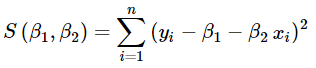 S (β₁, β₂) = ∑ᵢ₌₁ⁿ (yᵢ − β₁ − β₂ xᵢ)²